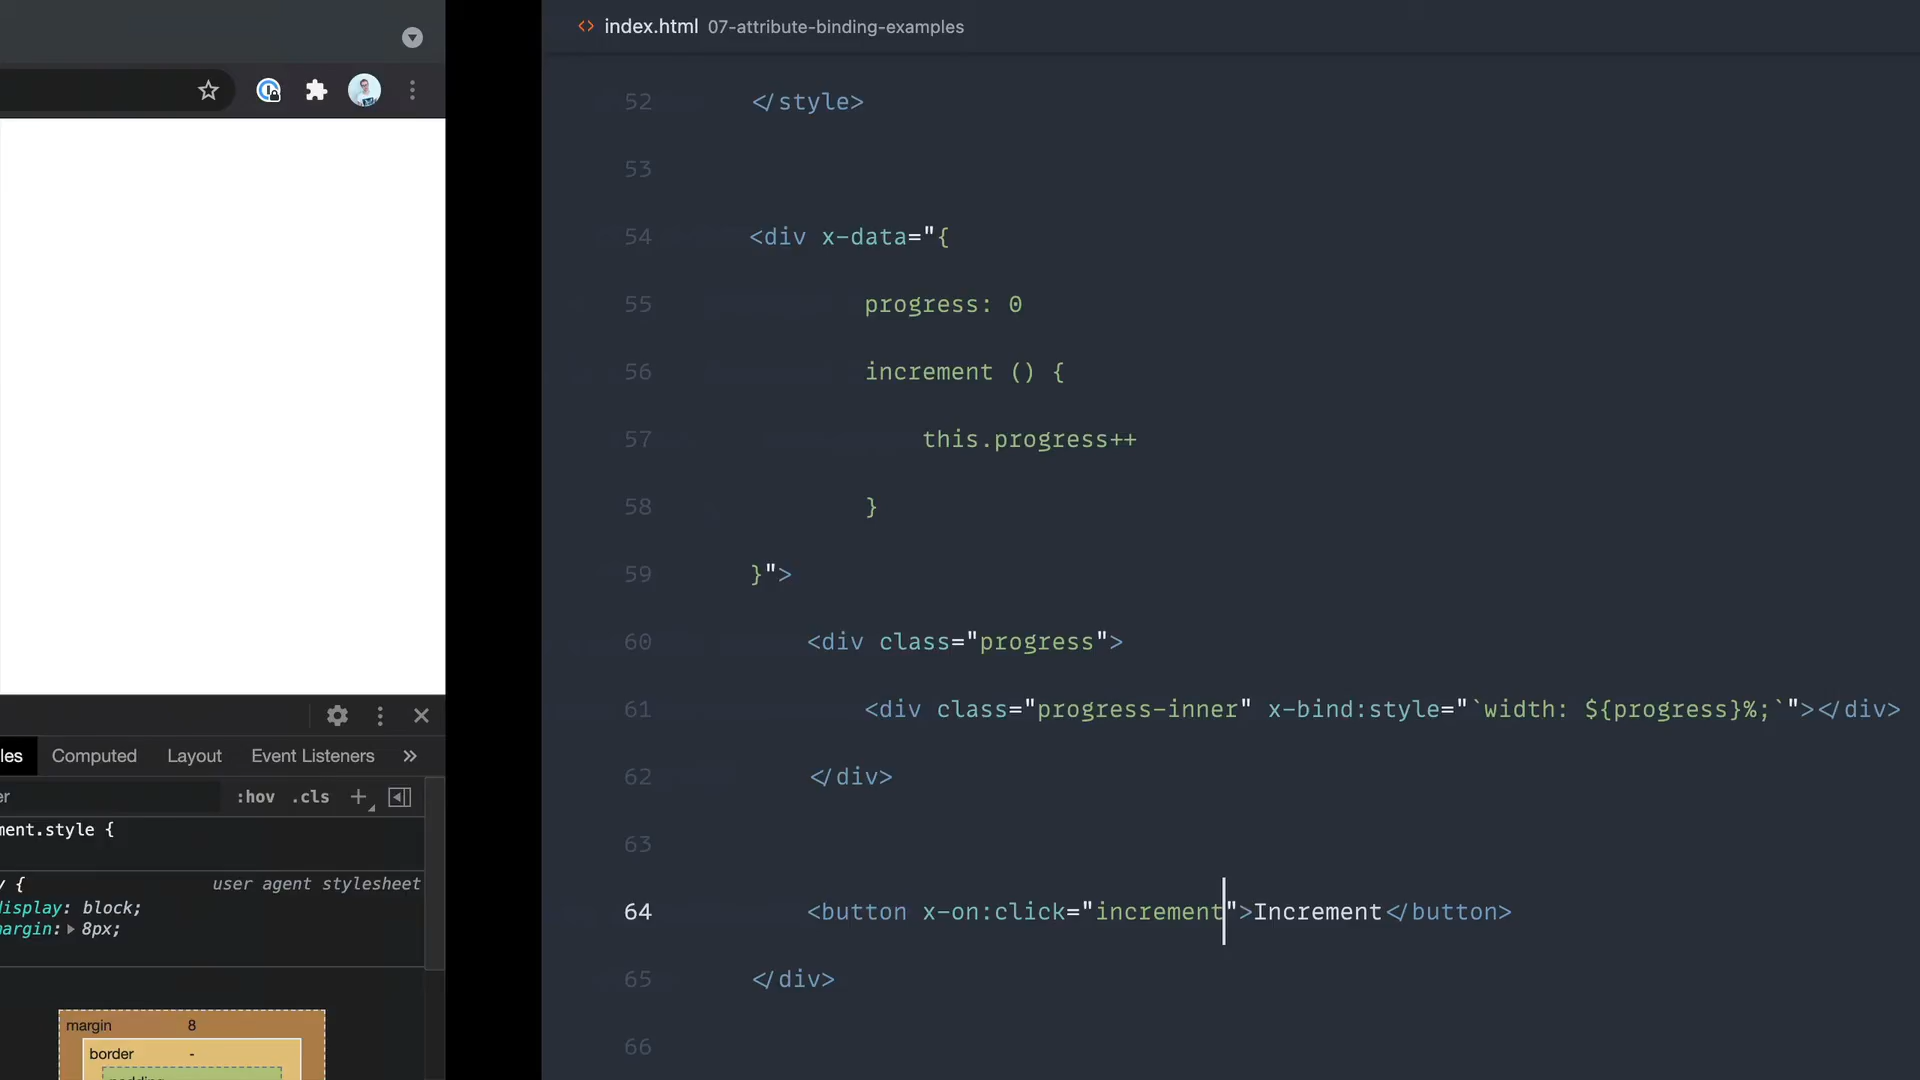 index.html 07-attribute-binding-examples
52 </style>
53
54 <div x-data="{
55 progress: 0
56 increment () {
57 this.progress++
58 }
59 }">
60 <div class="progress">
61 <div class="progress-inner" x-bind:style="`width: ${progress}%;`"></div>
62 </div>
63
64 <button x-on:click="increment">Increment</button>
65 </div>
66
les Computed Layout Event Listeners »
er :hov .cls +
ment.style {
y { user agent stylesheet
display: block;
margin: ▶ 8px;
margin 8
border -
padding